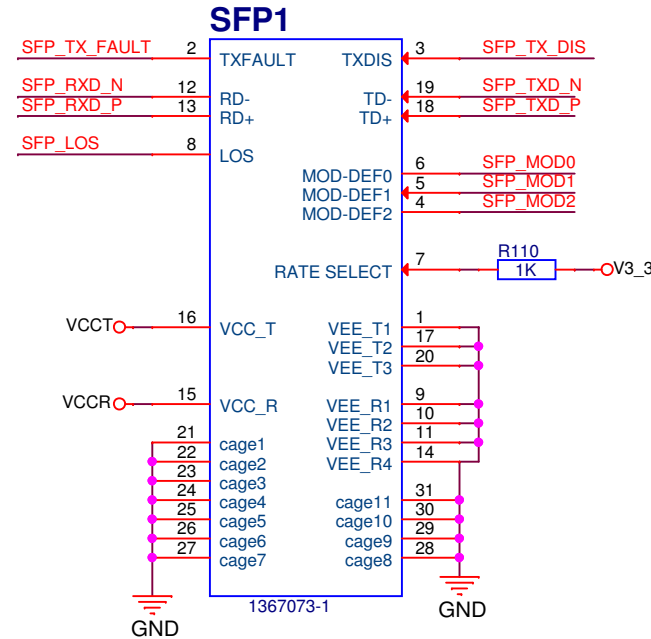 SFP1
SFP_TX_FAULT 2 TXFAULT TXDIS 3 SFP_TX_DIS
SFP_RXD_N 12 RD- TD- 19 SFP_TXD_N
SFP_RXD_P 13 RD+ TD+ 18 SFP_TXD_P
SFP_LOS 8 LOS
MOD-DEF0 6 SFP_MOD0
MOD-DEF1 5 SFP_MOD1
MOD-DEF2 4 SFP_MOD2
R110
RATE SELECT 7 1K V3_3
VCCT 16 VCC_T VEE_T1 1
VEE_T2 17
VEE_T3 20
VCCR 15 VCC_R VEE_R1 9
VEE_R2 10
21 cage1 VEE_R3 11
22 cage2 VEE_R4 14
23 cage3
24 cage4 cage11 31
25 cage5 cage10 30
26 cage6 cage9 29
27 cage7 cage8 28
1367073-1
GND GND